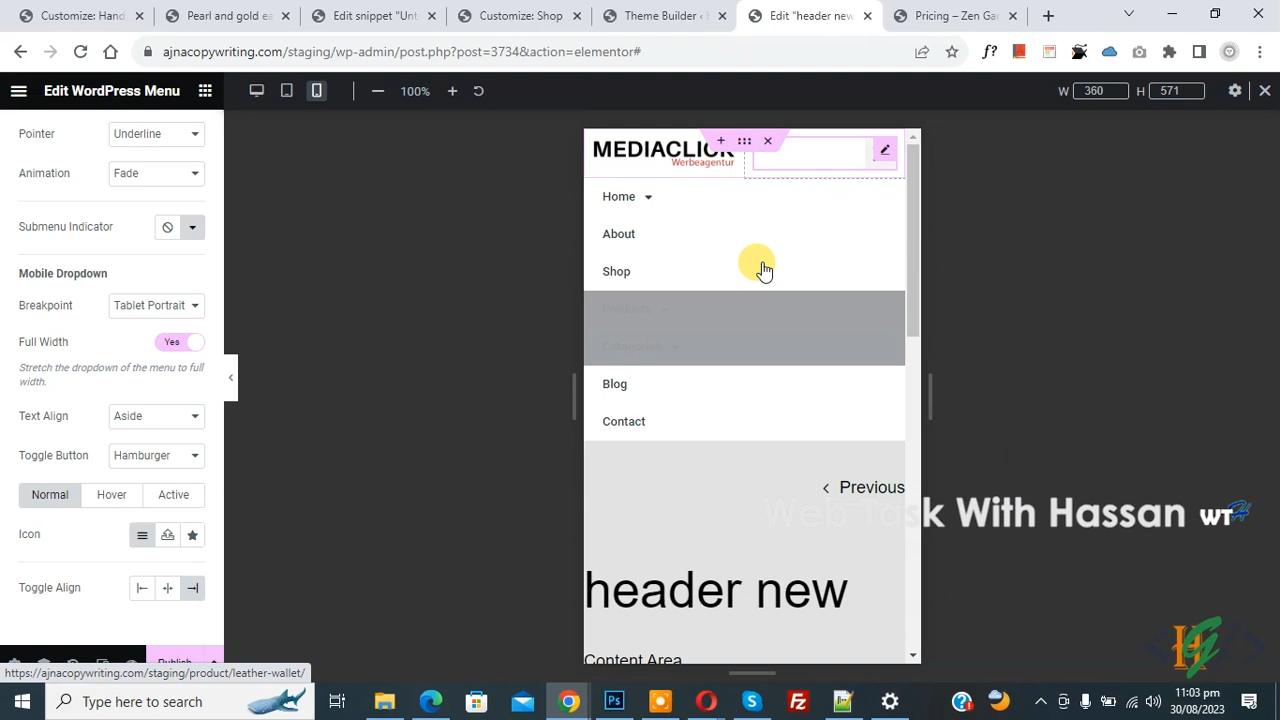 Customize: Hand
Pearl and gold ea
Edit snippet "Unt
Customize: Shop
Theme Builder ‹
Edit "header new
Pricing – Zen Gar
ajnacopywriting.com/staging/wp-admin/post.php?post=3734&action=elementor#
f?
Edit WordPress Menu
100%
W 360
H 571
Pointer
Underline
Animation
Fade
Submenu Indicator
Mobile Dropdown
Breakpoint
Tablet Portrait
Full Width
Yes
Stretch the dropdown of the menu to full
width.
Text Align
Aside
Toggle Button
Hamburger
Normal
Hover
Active
Icon
Toggle Align
Publish
https://ajnacopywriting.com/staging/product/leather-wallet/
MEDIACLICK
Werbeagentur
Home
About
Shop
Products
Categories
Blog
Contact
Previous
header new
Content Area
Web Task With Hassan
WT
Type here to search
11:03 pm
30/08/2023